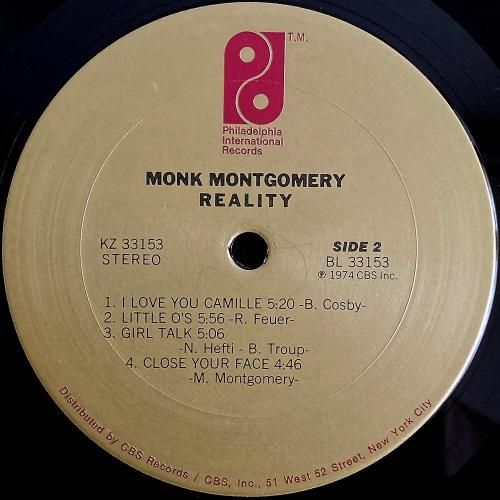 T.M.
Philadelphia
International
Records
MONK MONTGOMERY
REALITY
KZ 33153
STEREO
SIDE 2
BL 33153
℗ 1974 CBS Inc.
1. I LOVE YOU CAMILLE 5:20 -B. Cosby-
2. LITTLE O'S 5:56 -R. Feuer-
3. GIRL TALK 5:06
-N. Hefti - B. Troup-
4. CLOSE YOUR FACE 4:46
-M. Montgomery-
Distributed by CBS Records / CBS, Inc., 51 West 52 Street, New York City